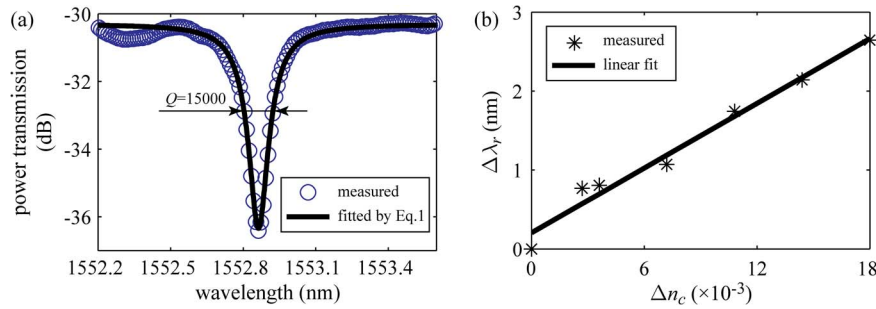 (a)
-30
-32
-34
-36
power transmission
(dB)
Q=15000
measured
fitted by Eq.1
1552.2
1552.5
1552.8
1553.1
1553.4
wavelength (nm)
(b)
3
2
1
0
Δλr (nm)
measured
linear fit
0
6
12
18
Δnc (×10-3)